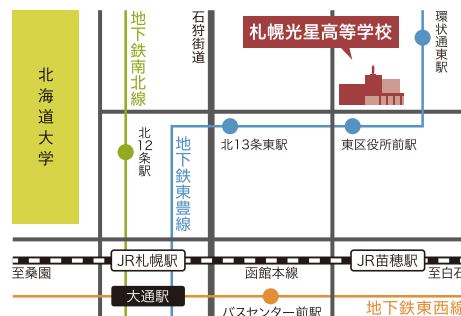 北海道大学
地下鉄南北線
石狩街道
札幌光星高等学校
環状通東駅
北12条駅
地下鉄東豊線
北13条東駅
東区役所前駅
JR札幌駅
JR苗穂駅
至桑園
函館本線
至白石
大通駅
バスセンター前駅
地下鉄東西線